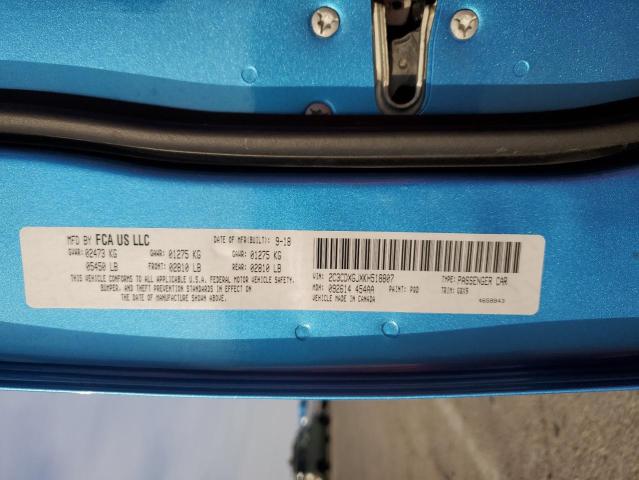 MFD BY FCA US LLC DATE OF MFR(BUILT): 9-18
GVWR: 02473 KG GAWR: 01275 KG GAWR: 01275 KG
05450 LB FRONT: 02810 LB REAR: 02810 LB
THIS VEHICLE CONFORMS TO ALL APPLICABLE U.S.A. FEDERAL MOTOR VEHICLE SAFETY,
BUMPER, AND THEFT PREVENTION STANDARDS IN EFFECT ON
THE DATE OF MANUFACTURE SHOWN ABOVE.
VIN: 2C3CDXGJXKH518807 TYPE: PASSENGER CAR
MDH: 092614 454AA PAINT: PQD TRIM: GDX9
VEHICLE MADE IN CANADA 4658943